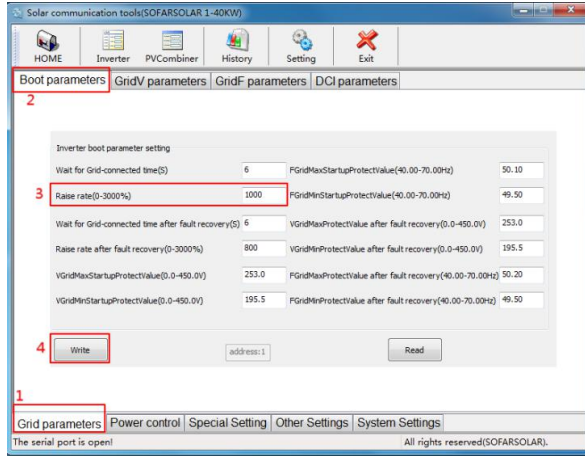 Solar communication tools(SOFARSOLAR 1-40KW)
HOME Inverter PVCombiner History Setting Exit
Boot parameters GridV parameters GridF parameters DCI parameters
2
Inverter boot parameter setting
Wait for Grid-connected time(S) 6 FGridMaxStartupProtectValue(40.00-70.00Hz) 50.10
3 Raise rate(0-3000%) 1000 FGridMinStartupProtectValue(40.00-70.00Hz) 49.50
Wait for Grid-connected time after fault recovery(S) 6 VGridMaxProtectValue after fault recovery(0.0-450.0V) 253.0
Raise rate after fault recovery(0-3000%) 800 VGridMinProtectValue after fault recovery(0.0-450.0V) 195.5
VGridMaxStartupProtectValue(0.0-450.0V) 253.0 FGridMaxProtectValue after fault recovery(40.00-70.00Hz) 50.20
VGridMinStartupProtectValue(0.0-450.0V) 195.5 FGridMinProtectValue after fault recovery(40.00-70.00Hz) 49.50
4 Write address:1 Read
1
Grid parameters Power control Special Setting Other Settings System Settings
The serial port is open! All rights reserved(SOFARSOLAR).